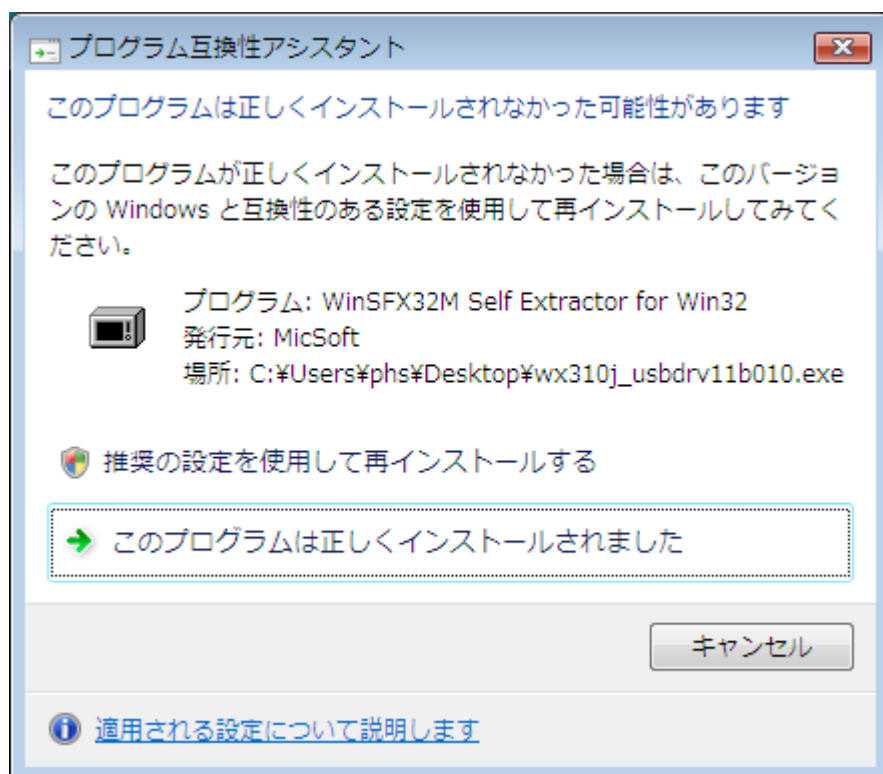 プログラム互換性アシスタント
このプログラムは正しくインストールされなかった可能性があります
このプログラムが正しくインストールされなかった場合は、このバージョ
ンの Windows と互換性のある設定を使用して再インストールしてみてく
ださい。
プログラム: WinSFX32M Self Extractor for Win32
発行元: MicSoft
場所: C:¥Users¥phs¥Desktop¥wx310j_usbdrv11b010.exe
推奨の設定を使用して再インストールする
このプログラムは正しくインストールされました
キャンセル
適用される設定について説明します